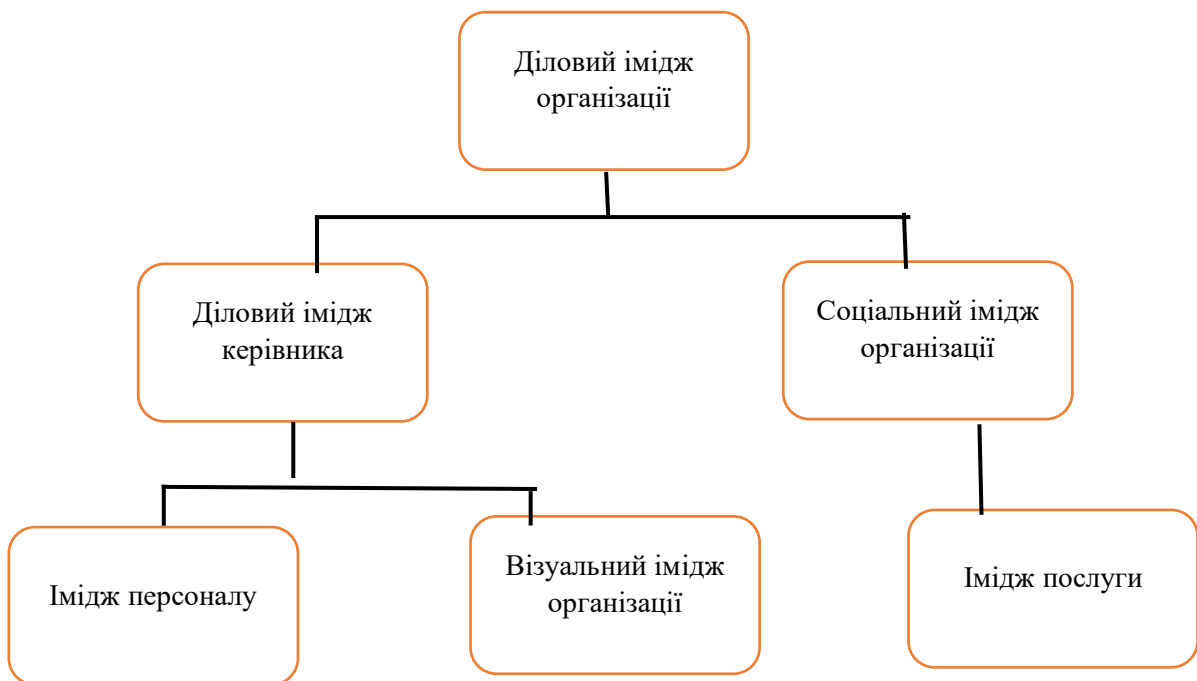 Діловий імідж
організації
Діловий імідж
керівника
Соціальний імідж
організації
Імідж персоналу
Візуальний імідж
організації
Імідж послуги